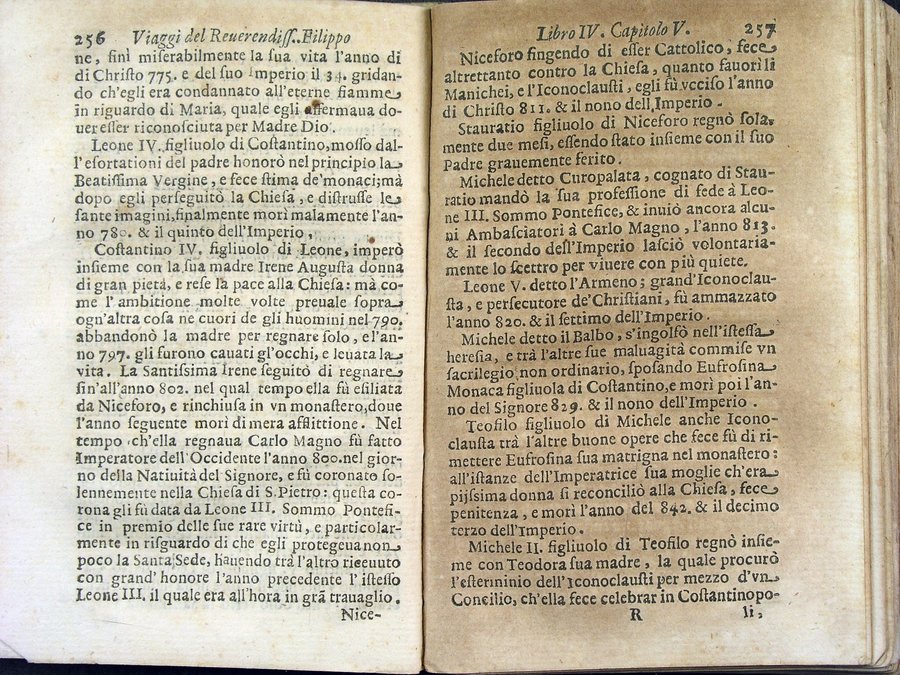 256 Viaggi del Reuerendiſſ. Filippo
ne, finì miſerabilmente la ſua vita l'anno di
di Chriſto 775. e del ſuo Imperio il 34. gridan-
do ch'egli era condannato all'eterne fiamme
in riguardo di Maria, quale egli affermaua do-
uer eſſer riconoſciuta per Madre Dio.
Leone IV. figliuolo di Coſtantino, moſſo dal-
l'eſortationi del padre honorò nel principio la
Beatiſſima Vergine, e fece ſtima de'monaci; mà
dopo egli perſeguitò la Chieſa, e diſtruſſe le
ſante imagini, finalmente morì malamente l'an-
no 780. & il quinto dell'Imperio,
Coſtantino IV. figliuolo di Leone, imperò
inſieme con la ſua madre Irene Auguſta donna
di gran pietà, e reſe la pace alla Chieſa: mà co-
me l'ambitione molte volte preuale ſopra
ogn'altra coſa ne cuori de gli huomini nel 790.
abbandonò la madre per regnare ſolo, e l'an-
no 797. gli furono cauati gl'occhi, e leuata la
vita. La Santiſſima Irene ſeguitò di regnare
ſin'all'anno 802. nel qual tempo ella fù eſiliata
da Niceforo, e rinchiuſa in vn monaſtero, doue
l'anno ſeguente morì di mera afflittione. Nel
tempo ch'ella regnaua Carlo Magno fù fatto
Imperatore dell'Occidente l'anno 800. nel gior-
no della Natiuità del Signore, e fù coronato ſo-
lennemente nella Chieſa di S. Pietro: queſta co-
rona gli fù data da Leone III. Sommo Pontefi-
ce in premio delle ſue rare virtù, e particolar-
mente in riſguardo di che egli protegeua non
poco la Santa Sede, hauendo trà l'altro riceuuto
con grand'honore l'anno precedente l'iſteſſo
Leone III. il quale era all'hora in grã trauaglio.
Nice-
Libro IV. Capitolo V. 257
Niceforo fingendo di eſſer Cattolico, fece
altrettanto contro la Chieſa, quanto fauorì li
Manichei, e l'Iconoclauſti, egli fù vcciſo l'anno
di Chriſto 811. & il nono dell'Imperio.
Stauratio figliuolo di Niceforo regnò ſola-
mente due meſi, eſſendo ſtato inſieme con il ſuo
Padre grauemente ferito.
Michele detto Curopalata, cognato di Stau-
ratio mandò la ſua profeſſione di fede à Leo-
ne III. Sommo Pontefice, & inuiò ancora alcu-
ni Ambaſciatori à Carlo Magno, l'anno 813.
& il ſecondo dell'Imperio laſciò volontaria-
mente lo ſcettro per viuere con più quiete.
Leone V. detto l'Armeno; grand'Iconoclau-
ſta, e perſecutore de'Chriſtiani, fù ammazzato
l'anno 820. & il ſettimo dell'Imperio.
Michele detto il Balbo, s'ingolfò nell'iſteſſa
hereſia, e trà l'altre ſue maluagità commiſe vn
ſacrilegio non ordinario, ſpoſando Eufroſina
Monaca figliuola di Coſtantino, e morì poi l'an-
no del Signore 829. & il nono dell'Imperio.
Teofilo figliuolo di Michele anche Icono-
clauſta trà l'altre buone opere che fece fù di ri-
mettere Eufroſina ſua matrigna nel monaſtero:
all'iſtanze dell'Imperatrice ſua moglie ch'era
pijſſima donna ſi reconciliò alla Chieſa, fece
penitenza, e morì l'anno del 842. & il decimo
terzo dell'Imperio.
Michele II. figliuolo di Teofilo regnò inſie-
me con Teodora ſua madre, la quale procurò
l'eſterminio dell'Iconoclauſti per mezzo d'vn
Concilio, ch'ella fece celebrar in Coſtantinopo-
R li,